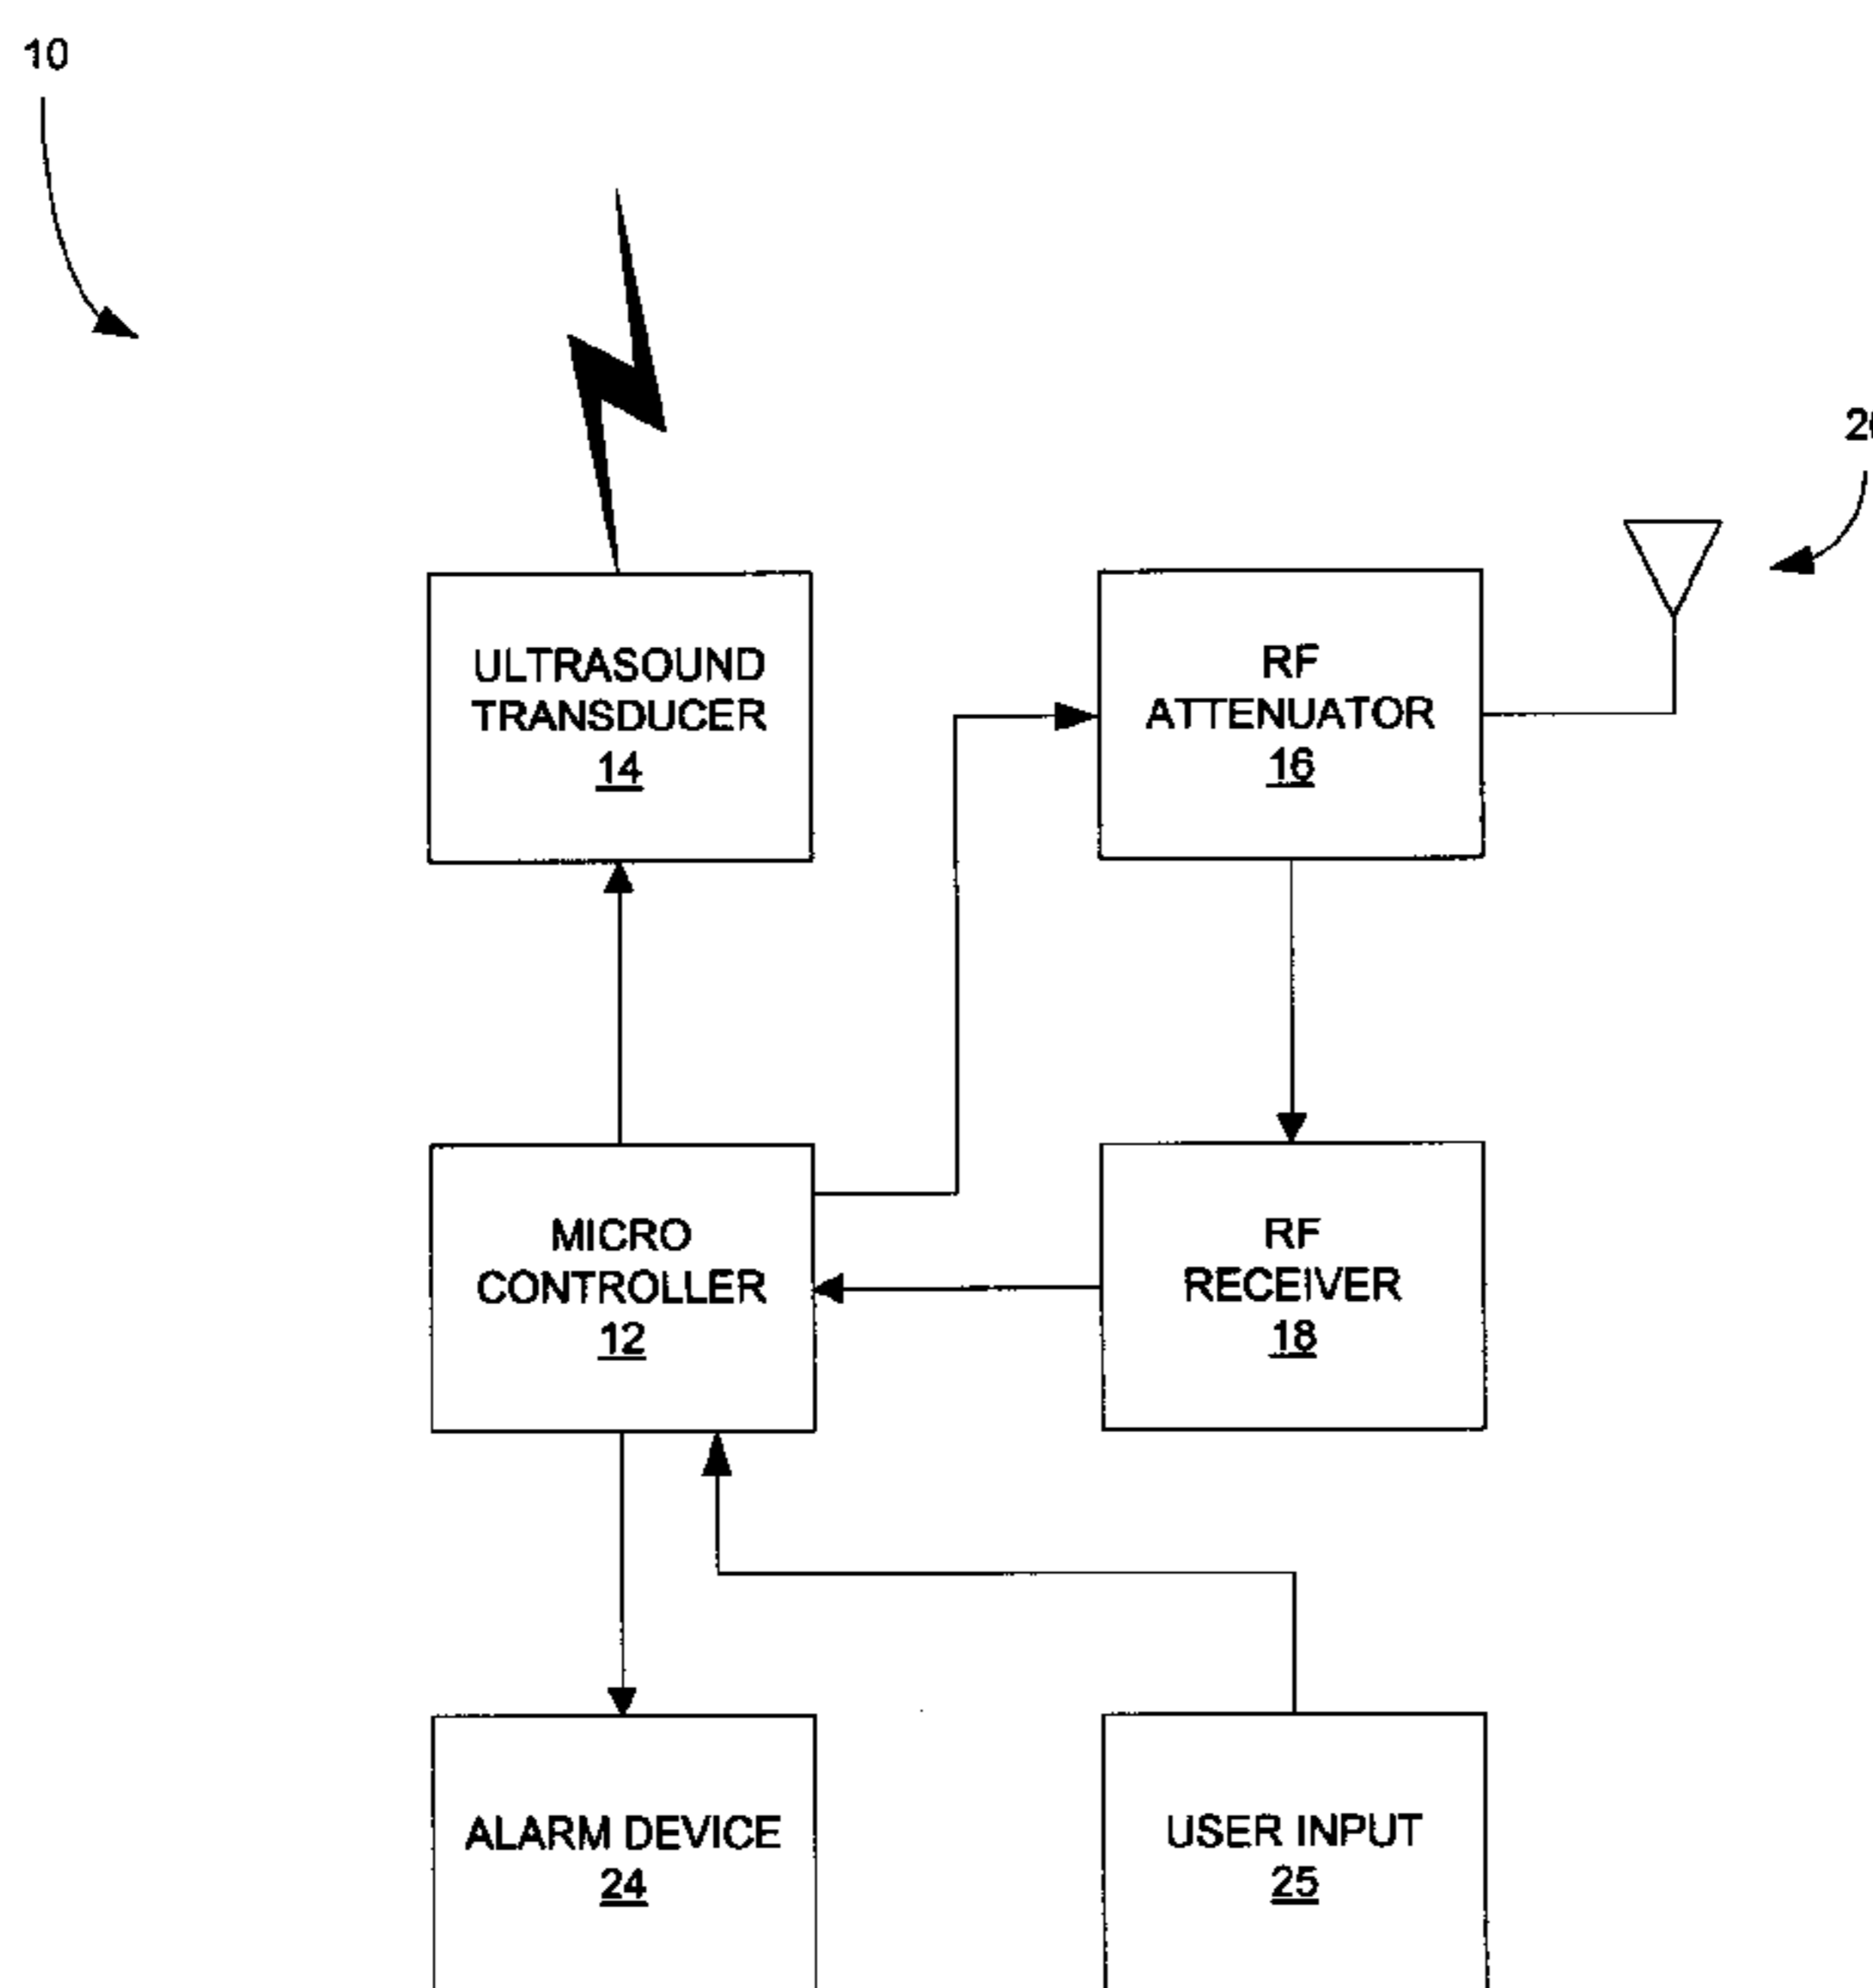 10
ULTRASOUND
TRANSDUCER
14
RF
ATTENUATOR
16
MICRO
CONTROLLER
12
RF
RECEIVER
18
ALARM DEVICE
24
USER INPUT
25